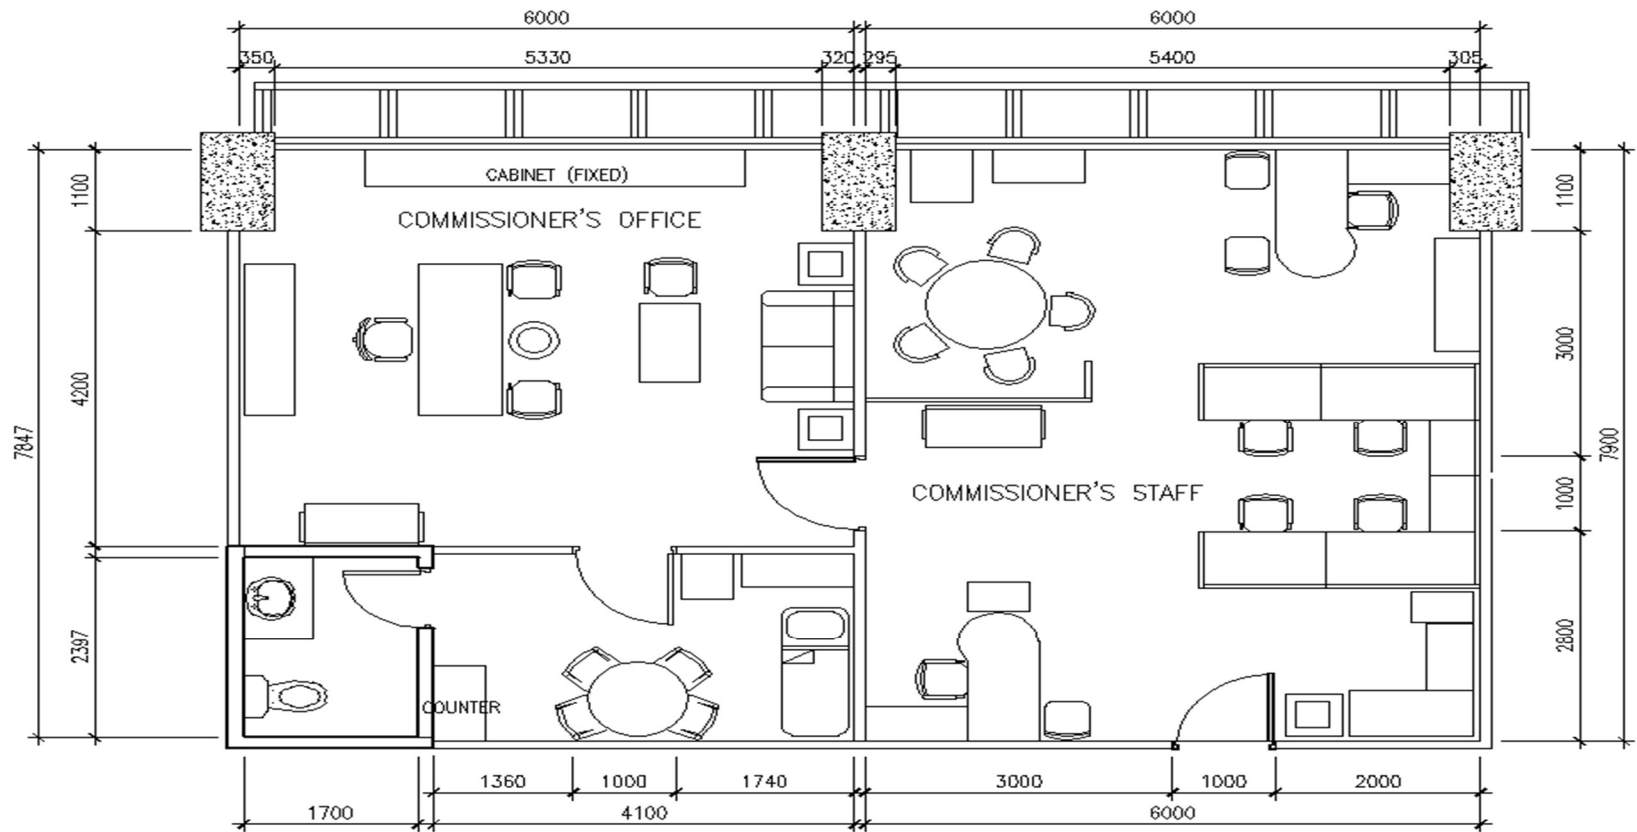 6000 6000
350 5330 320 295 5400 305
CABINET (FIXED)
COMMISSIONER'S OFFICE
1100
1100
4200
3000
7847
7900
COMMISSIONER'S STAFF
1000
2397
2800
COUNTER
1360 1000 1740 3000 1000 2000
1700 4100 6000